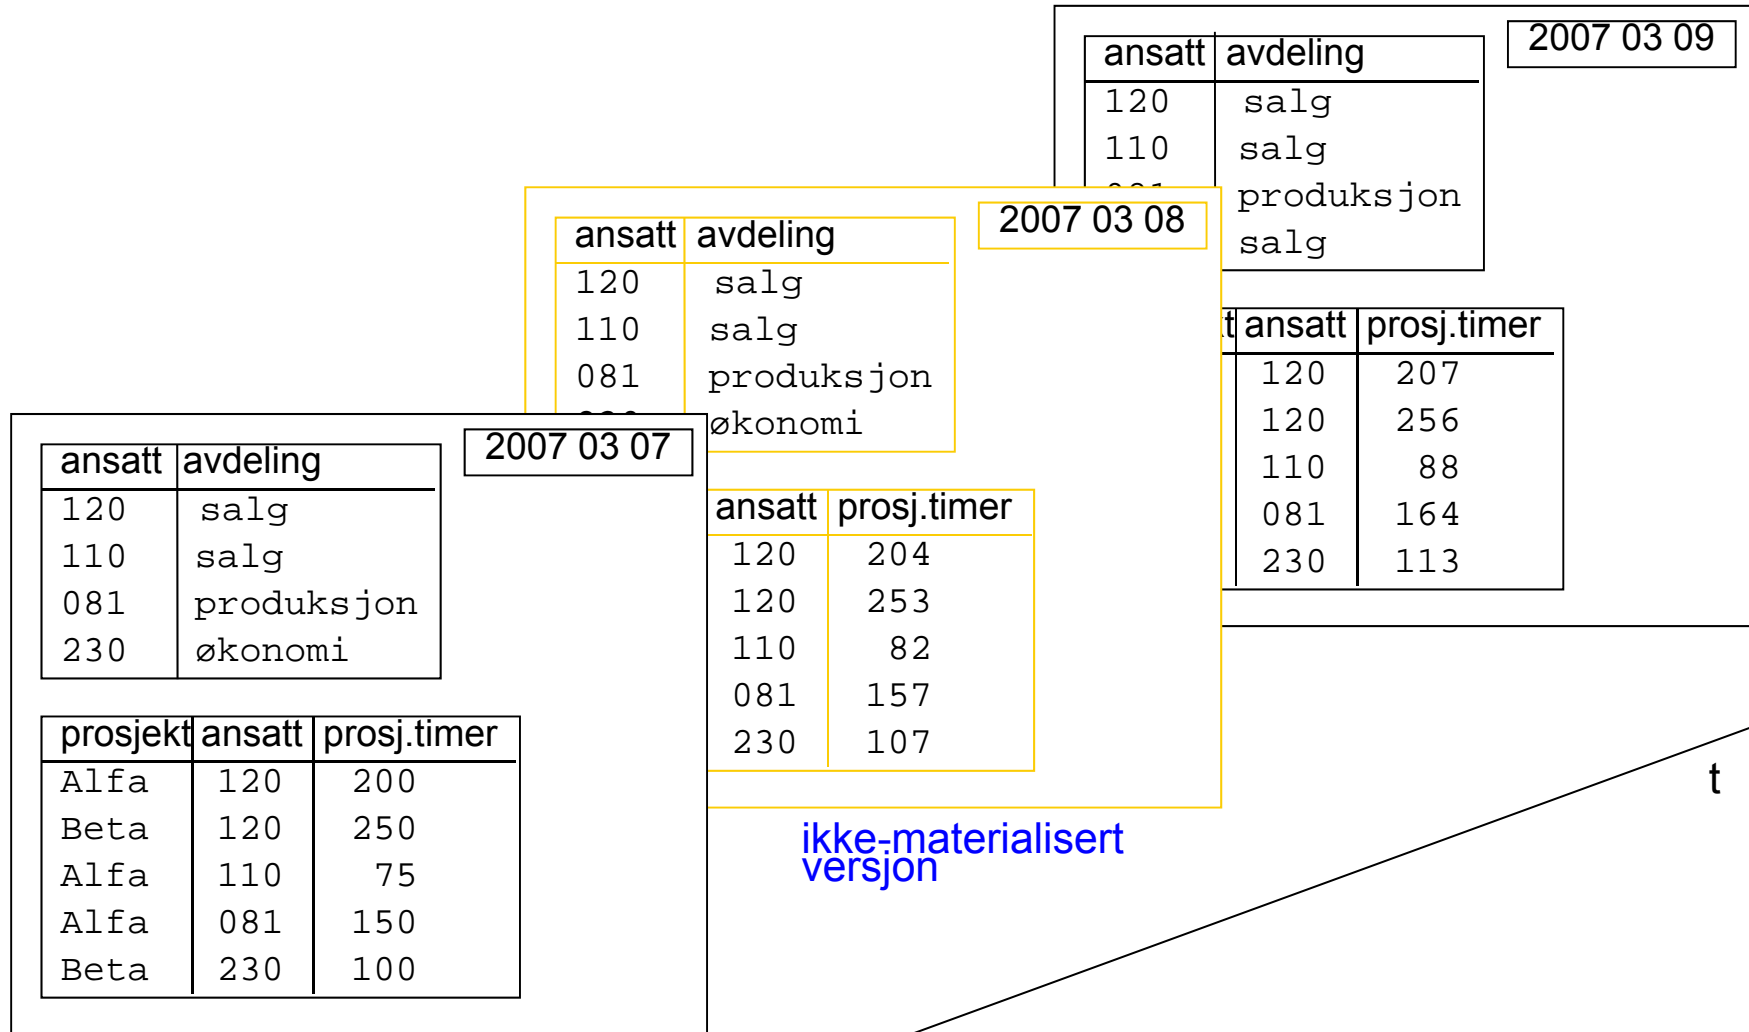 2007 03 07
ansatt avdeling
120 salg
110 salg
081 produksjon
230 økonomi
prosjekt ansatt prosj.timer
Alfa 120 200
Beta 120 250
Alfa 110 75
Alfa 081 150
Beta 230 100
2007 03 08
ansatt avdeling
120 salg
110 salg
081 produksjon
økonomi
ansatt prosj.timer
120 204
120 253
110 82
081 157
230 107
ikke-materialisert
versjon
2007 03 09
ansatt avdeling
120 salg
110 salg
produksjon
salg
ansatt prosj.timer
120 207
120 256
110 88
081 164
230 113
t